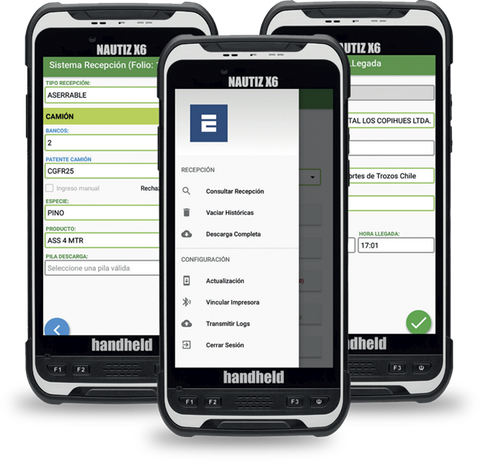 NAUTIZ X6
Sistema Recepción (Folio:
TIPO RECEPCIÓN:
ASERRABLE
CAMIÓN
BANCOS:
2
PATENTE CAMIÓN
CGFR25
Ingreso manual
Recha
ESPECIE:
PINO
PRODUCTO:
ASS 4 MTR
PILA DESCARGA:
Seleccione una pila válida
handheld
F1 F2
NAUTIZ X6
E
RECEPCIÓN
Consultar Recepción
Vaciar Históricas
Descarga Completa
CONFIGURACIÓN
Actualización
Vincular Impresora
Transmitir Logs
Cerrar Sesión
handheld
F1 F2 F3
NAUTIZ X6
Llegada
TAL LOS COPIHUES LTDA.
ortes de Trozos Chile
HORA LLEGADA:
17:01
handheld
F3